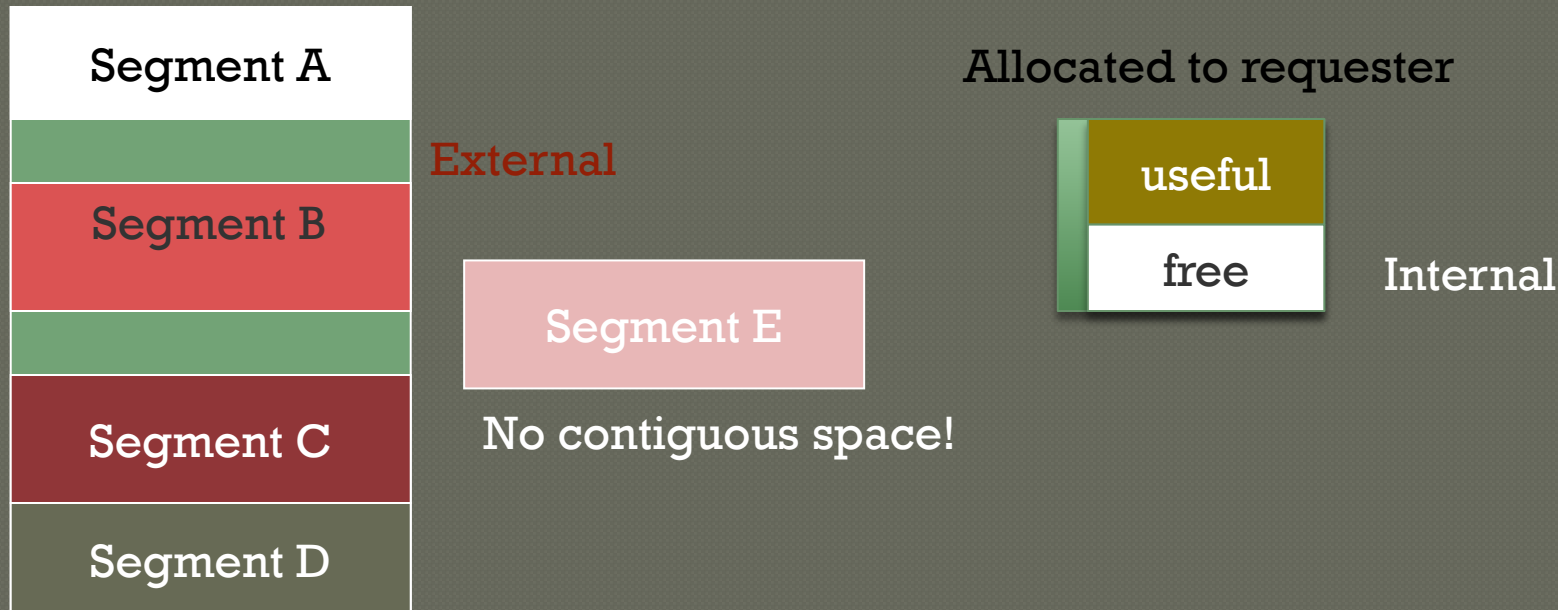 Segment A
External
Segment B
Segment C
Segment D
Segment E
No contiguous space!
Allocated to requester
useful
free
Internal